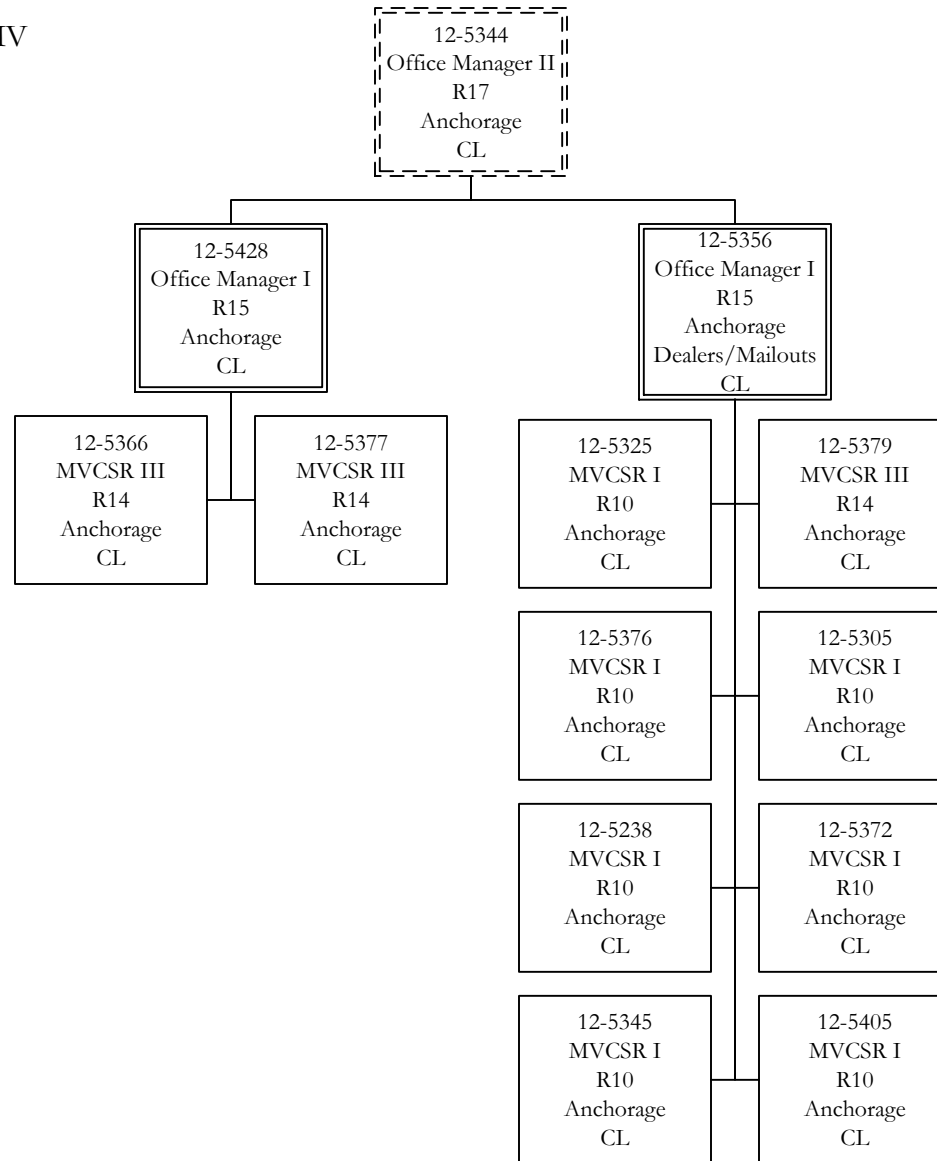 IV
12-5344
Office Manager II
R17
Anchorage
CL
12-5428
Office Manager I
R15
Anchorage
CL
12-5356
Office Manager I
R15
Anchorage
Dealers/Mailouts
CL
12-5366
MVCSR III
R14
Anchorage
CL
12-5377
MVCSR III
R14
Anchorage
CL
12-5325
MVCSR I
R10
Anchorage
CL
12-5379
MVCSR III
R14
Anchorage
CL
12-5376
MVCSR I
R10
Anchorage
CL
12-5305
MVCSR I
R10
Anchorage
CL
12-5238
MVCSR I
R10
Anchorage
CL
12-5372
MVCSR I
R10
Anchorage
CL
12-5345
MVCSR I
R10
Anchorage
CL
12-5405
MVCSR I
R10
Anchorage
CL